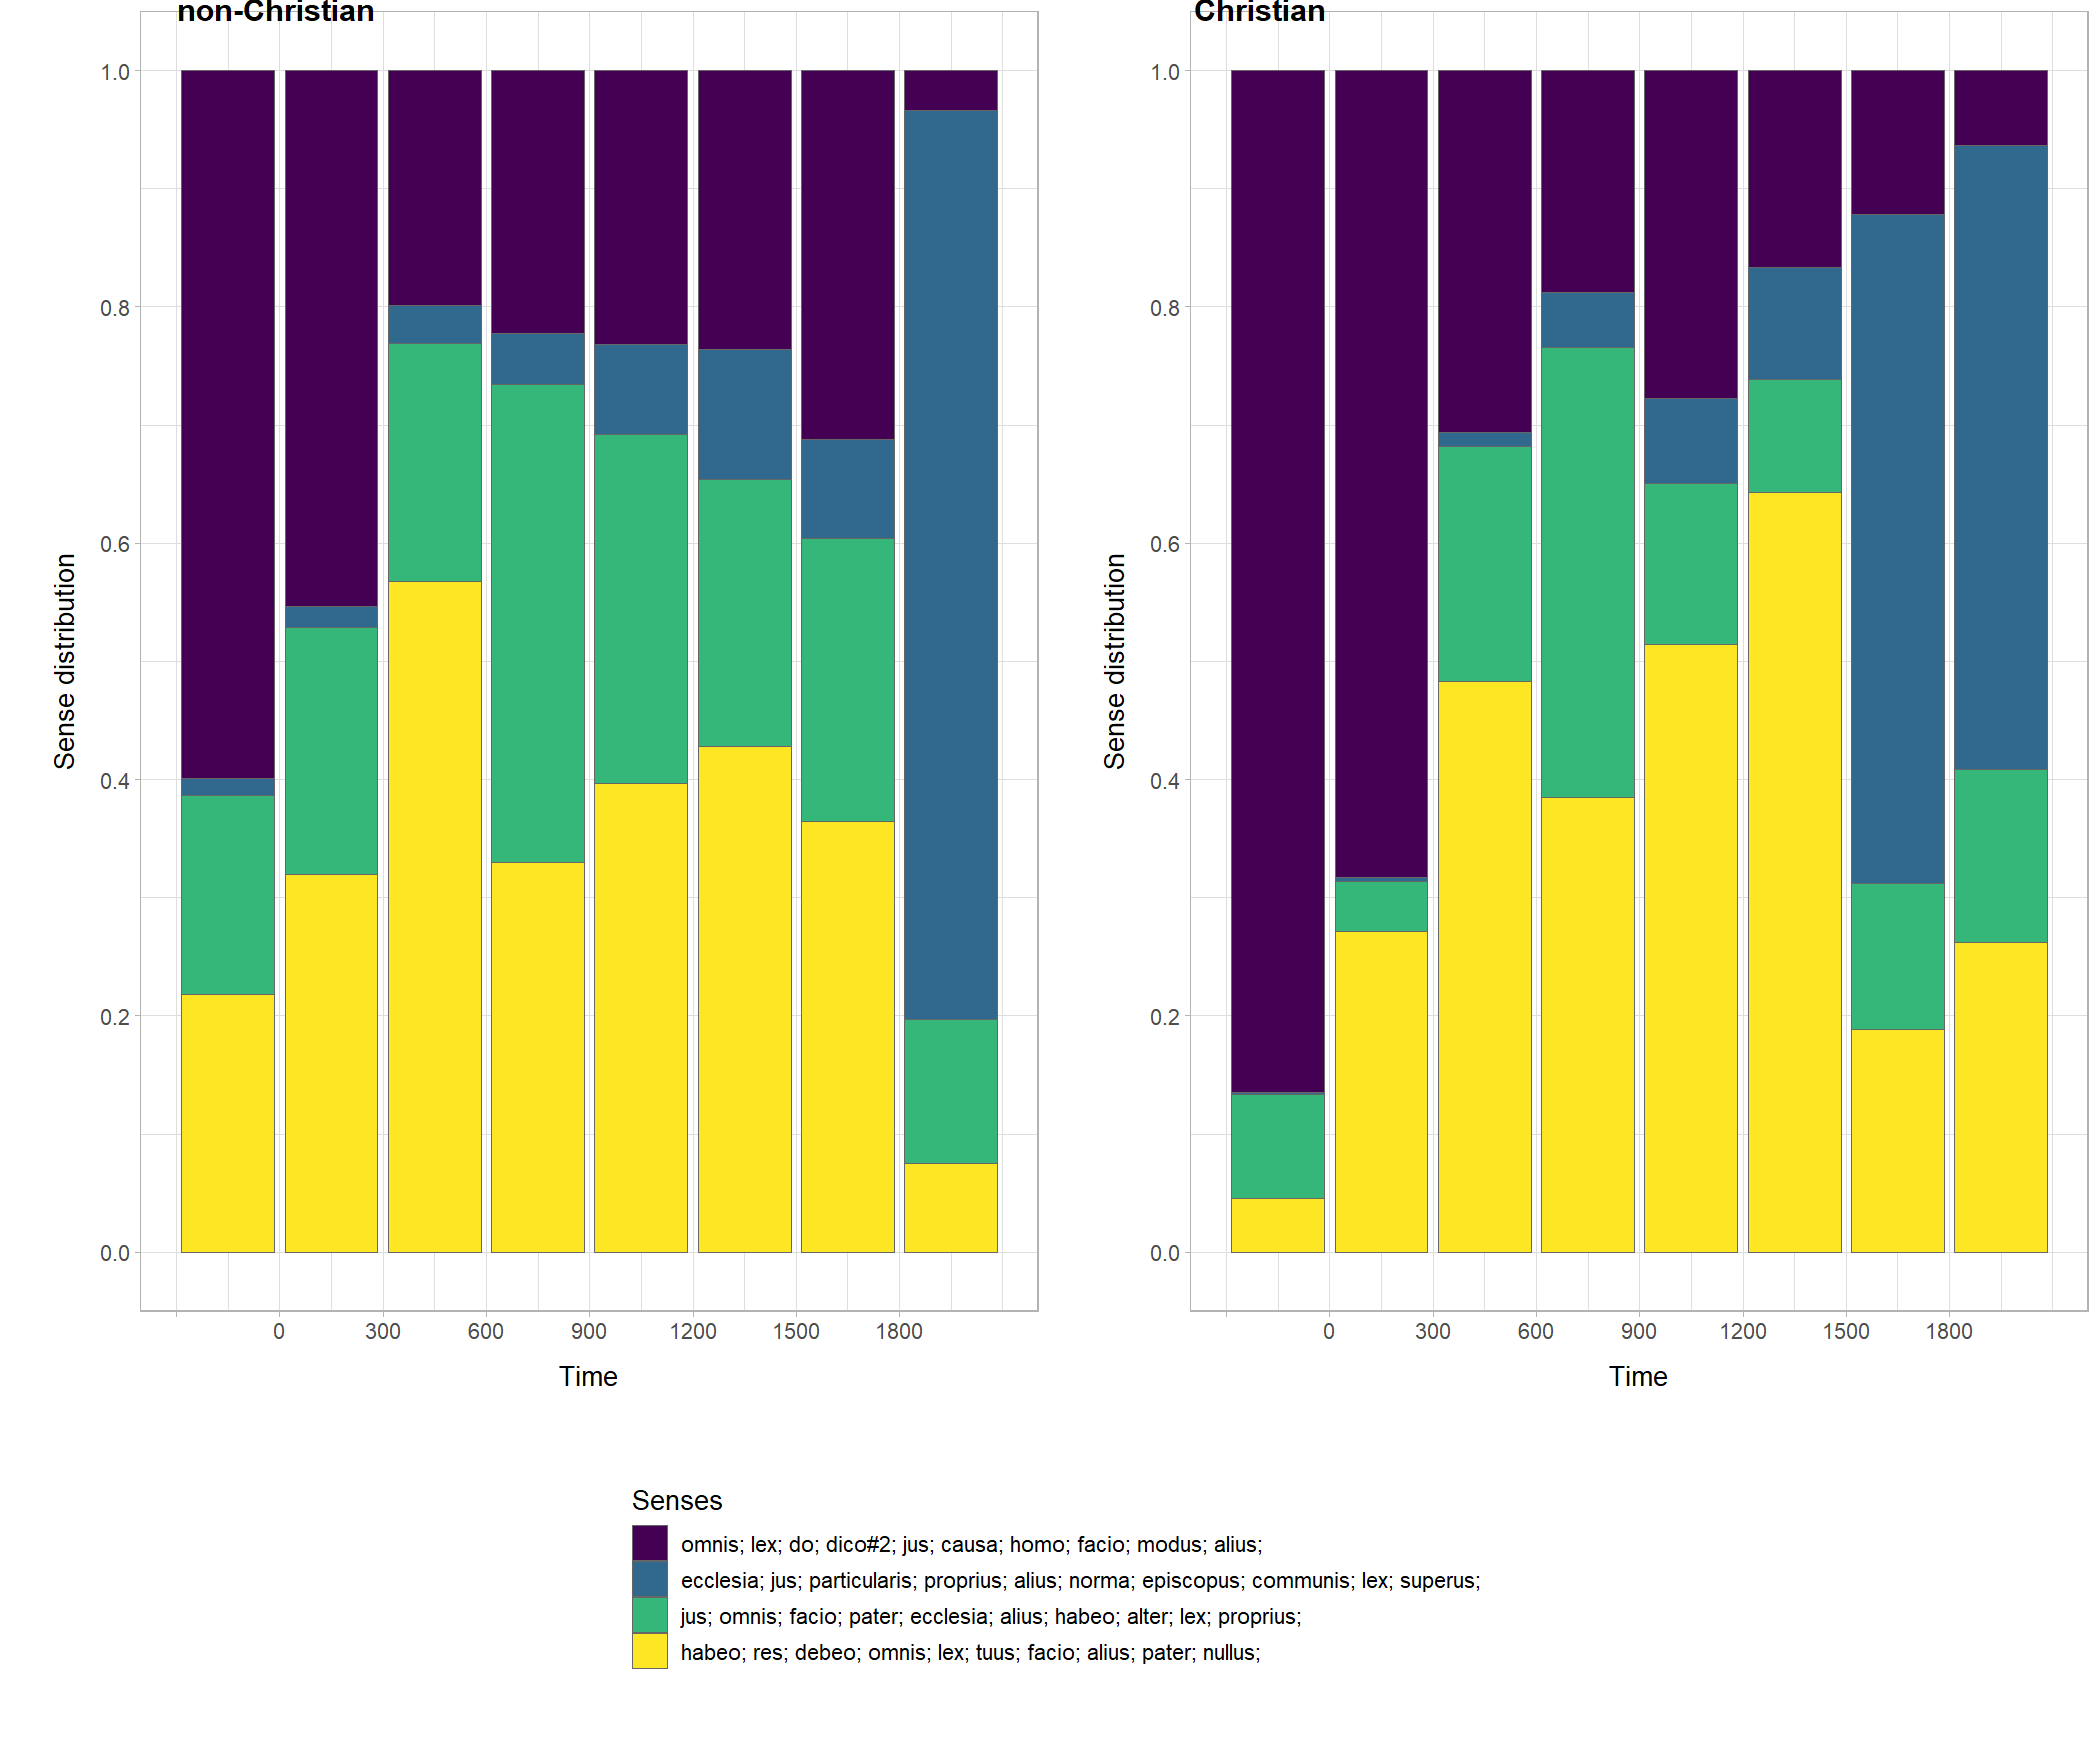 non-Christian
1.0
0.8
0.6
0.4
0.2
0.0
Sense distribution
0 300 600 900 1200 1500 1800
Time
Christian
1.0
0.8
0.6
0.4
0.2
0.0
Sense distribution
0 300 600 900 1200 1500 1800
Time
Senses
omnis; lex; do; dico#2; jus; causa; homo; facio; modus; alius;
ecclesia; jus; particularis; proprius; alius; norma; episcopus; communis; lex; superus;
jus; omnis; facio; pater; ecclesia; alius; habeo; alter; lex; proprius;
habeo; res; debeo; omnis; lex; tuus; facio; alius; pater; nullus;